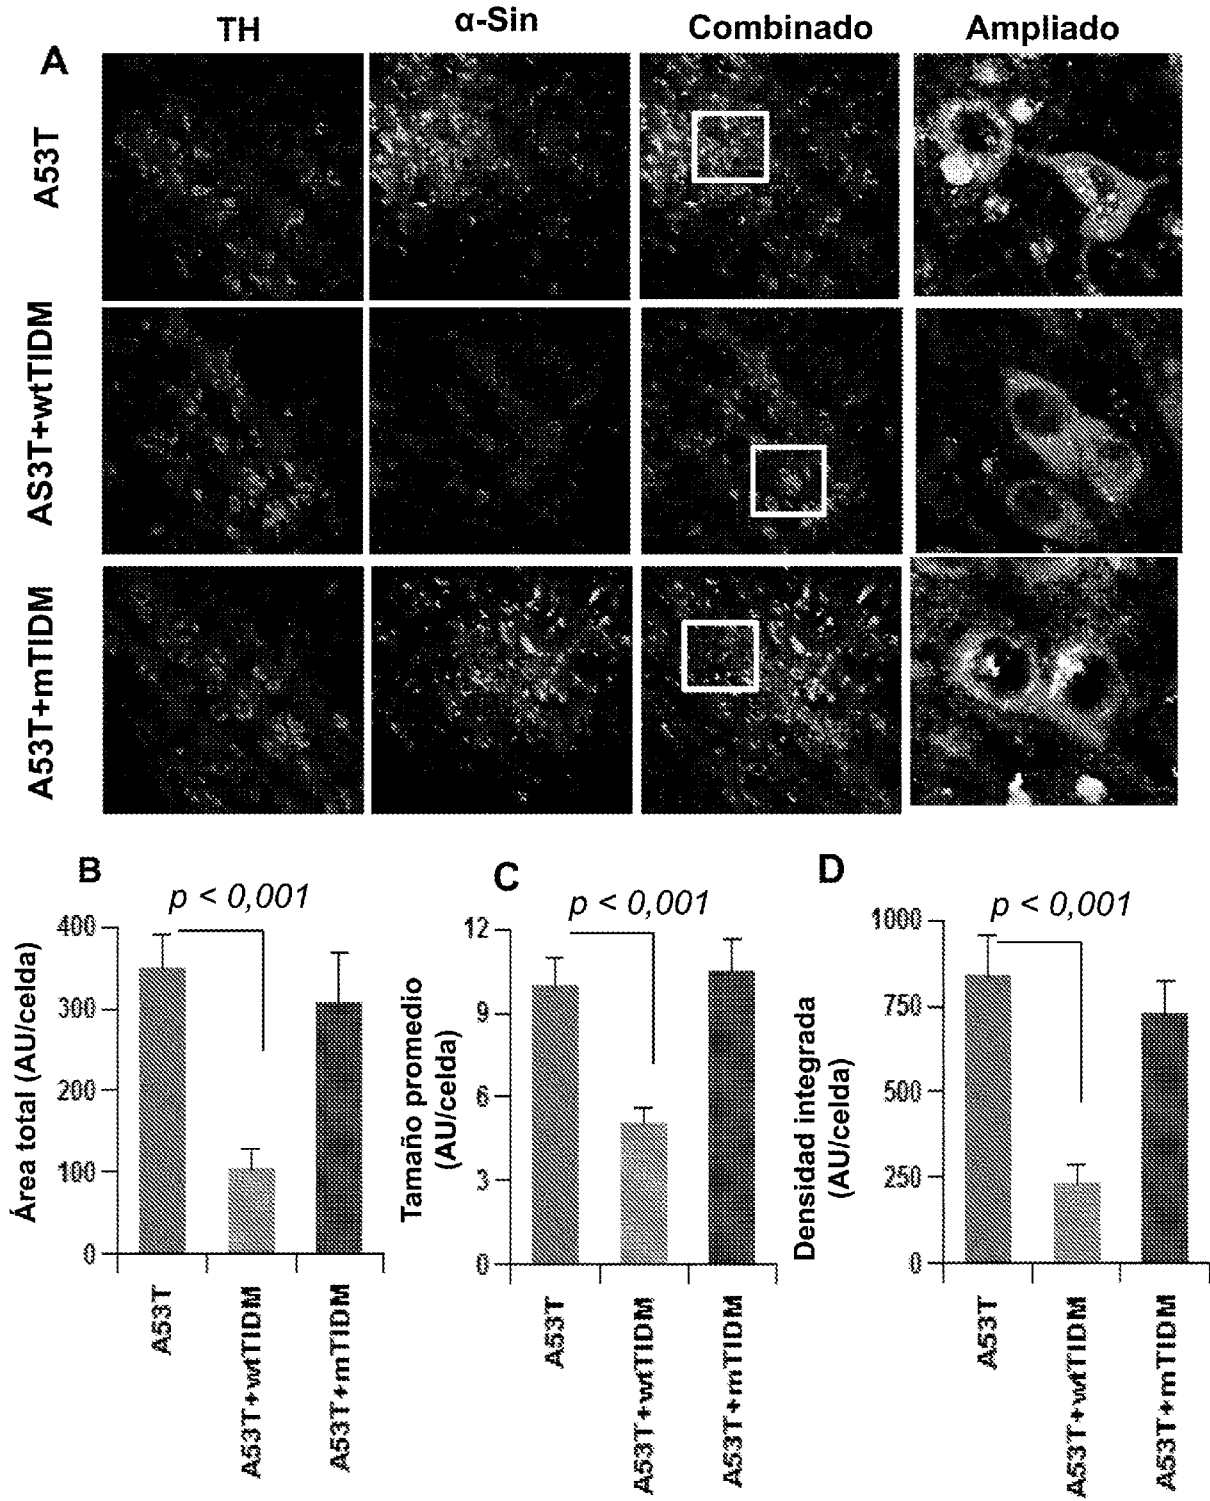 TH
α-Sin
Combinado
Ampliado
A
A53T
AS3T+wtTIDM
A53T+mTIDM
B
p < 0,001
Área total (AU/celda)
400
300
200
100
0
A53T
A53T+wtTIDM
A53T+mTIDM
C
p < 0,001
Tamaño promedio
(AU/celda)
12
9
6
3
0
A53T
A53T+wtTIDM
A53T+mTIDM
D
p < 0,001
Densidad integrada
(AU/celda)
1000
750
500
250
0
A53T
A53T+wtTIDM
A53T+mTIDM